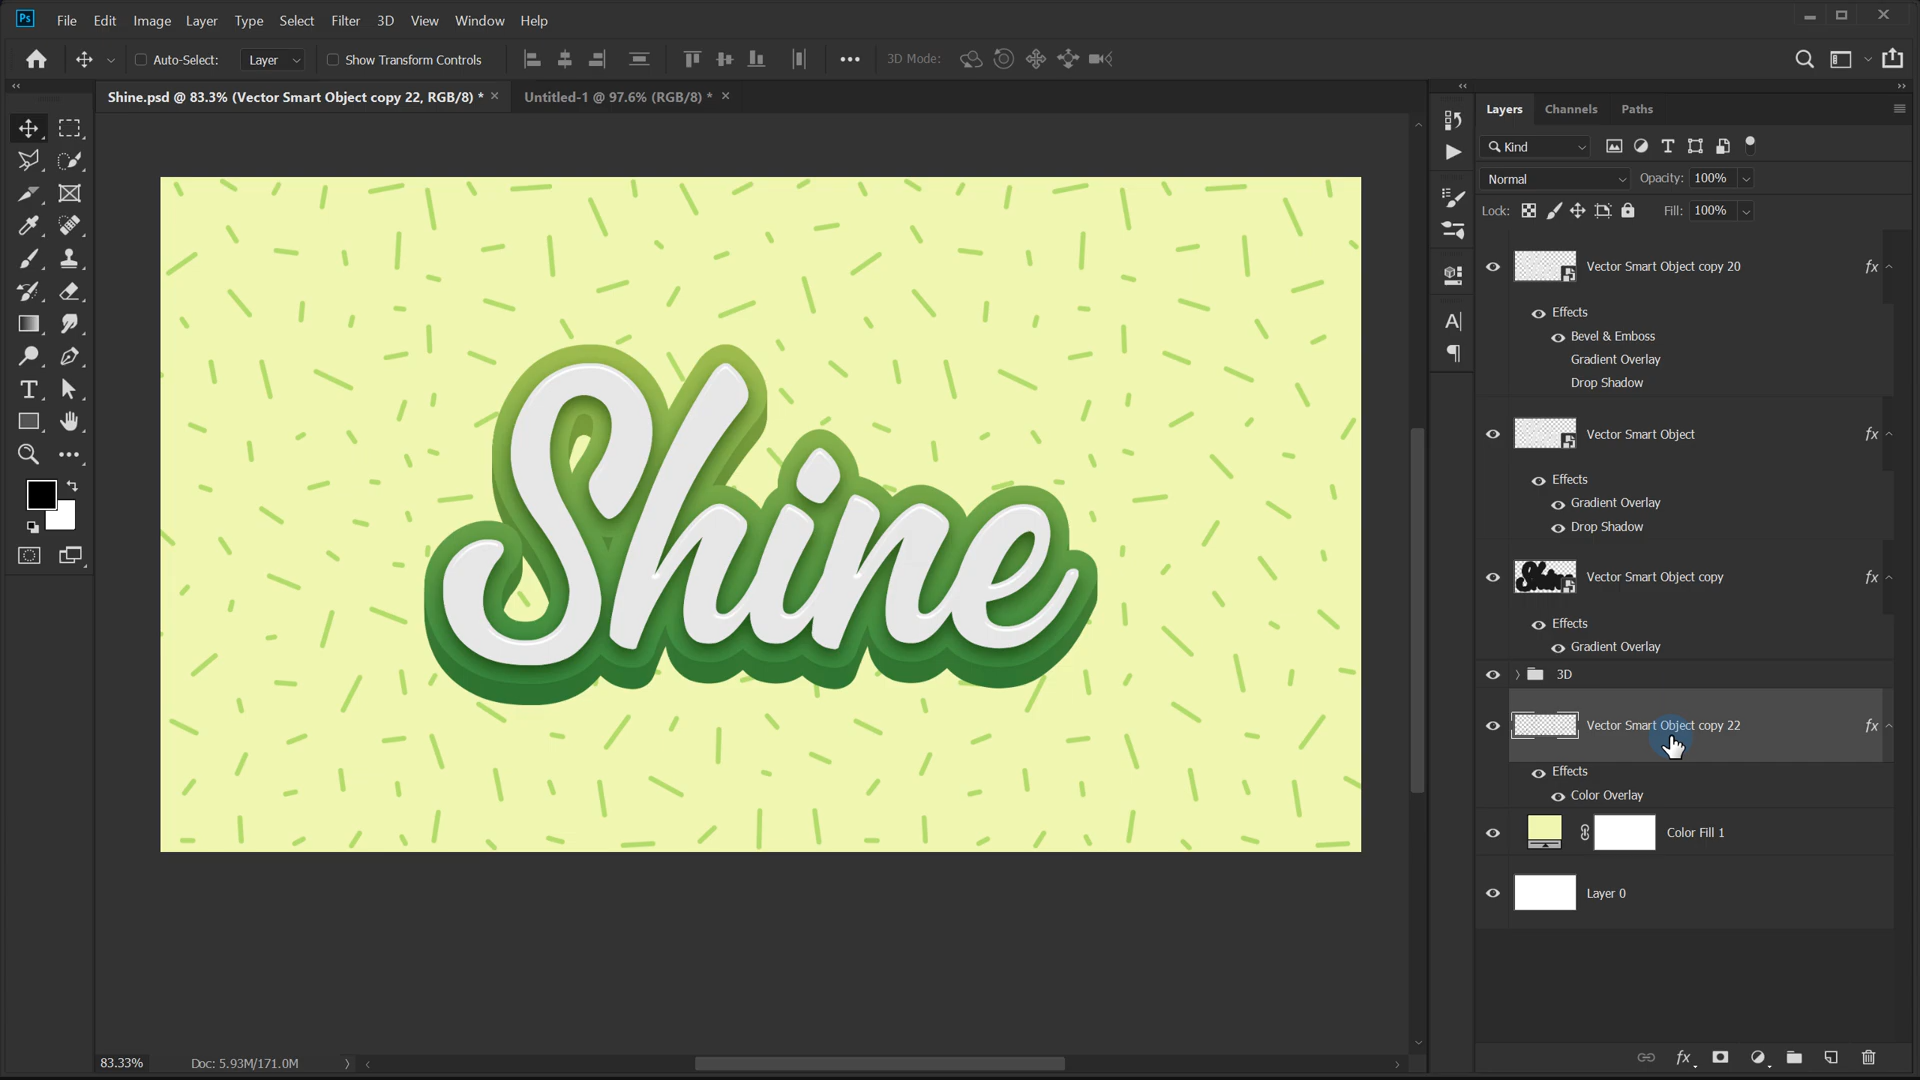 Ps File Edit Image Layer Type Select Filter 3D View Window Help
Auto-Select: Layer Show Transform Controls 3D Mode:
Shine.psd @ 83.3% (Vector Smart Object copy 22, RGB/8) * Untitled-1 @ 97.6% (RGB/8) *
Shine
83.33% Doc: 5.93M/171.0M
Layers Channels Paths
Kind
Normal Opacity: 100%
Lock: Fill: 100%
Vector Smart Object copy 20 fx
Effects
Bevel & Emboss
Gradient Overlay
Drop Shadow
Vector Smart Object fx
Effects
Gradient Overlay
Drop Shadow
Vector Smart Object copy fx
Effects
Gradient Overlay
3D
Vector Smart Object copy 22 fx
Effects
Color Overlay
Color Fill 1
Layer 0
fx